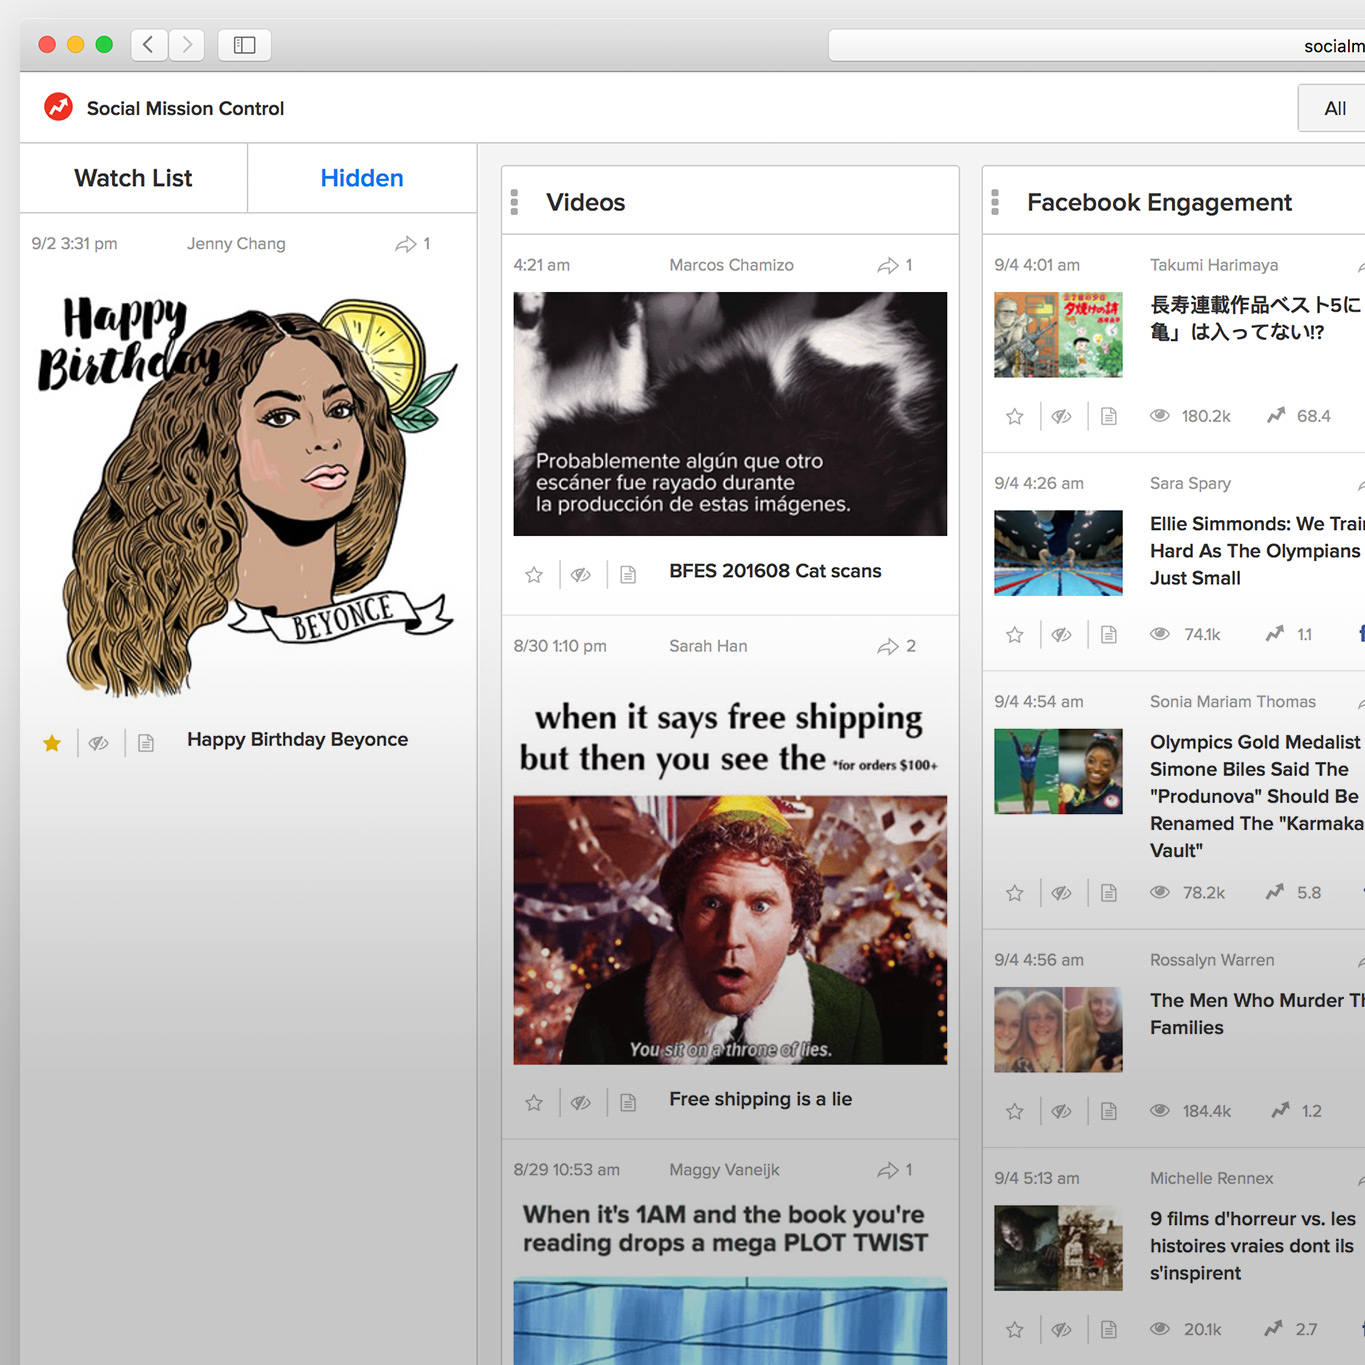 socialm
Social Mission Control
All
Watch List
Hidden
9/2 3:31 pm
Jenny Chang
1
Happy
Birthday
BEYONCE
Happy Birthday Beyonce
Videos
4:21 am
Marcos Chamizo
1
Probablemente algún que otro
escáner fue rayado durante
la producción de estas imágenes.
BFES 201608 Cat scans
8/30 1:10 pm
Sarah Han
2
when it says free shipping
but then you see the *for orders $100+
You sit on a throne of lies.
Free shipping is a lie
8/29 10:53 am
Maggy Vaneijk
1
When it's 1AM and the book you're
reading drops a mega PLOT TWIST
Facebook Engagement
9/4 4:01 am
Takumi Harimaya
長寿連載作品ベスト5に
亀」は入ってない!?
180.2k
68.4
9/4 4:26 am
Sara Spary
Ellie Simmonds: We Trai
Hard As The Olympians
Just Small
74.1k
1.1
9/4 4:54 am
Sonia Mariam Thomas
Olympics Gold Medalist
Simone Biles Said The
"Produnova" Should Be
Renamed The "Karmaka
Vault"
78.2k
5.8
9/4 4:56 am
Rossalyn Warren
The Men Who Murder Th
Families
184.4k
1.2
9/4 5:13 am
Michelle Rennex
9 films d'horreur vs. les
histoires vraies dont ils
s'inspirent
20.1k
2.7